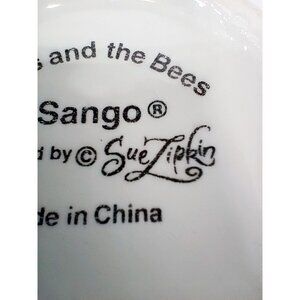 s and the Bees
Sango®
d by © Sue Zipkin
de in China